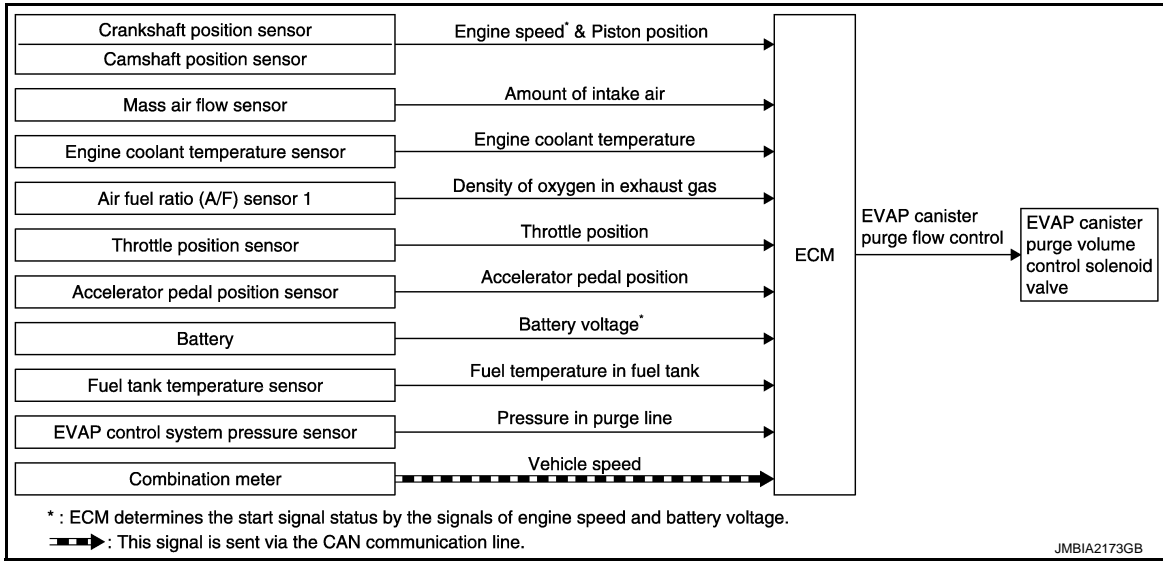 Crankshaft position sensor
Camshaft position sensor
Engine speed* & Piston position
Mass air flow sensor
Amount of intake air
Engine coolant temperature sensor
Engine coolant temperature
Air fuel ratio (A/F) sensor 1
Density of oxygen in exhaust gas
Throttle position sensor
Throttle position
Accelerator pedal position sensor
Accelerator pedal position
Battery
Battery voltage*
Fuel tank temperature sensor
Fuel temperature in fuel tank
EVAP control system pressure sensor
Pressure in purge line
Combination meter
Vehicle speed
ECM
EVAP canister
purge flow control
EVAP canister
purge volume
control solenoid
valve
* : ECM determines the start signal status by the signals of engine speed and battery voltage.
: This signal is sent via the CAN communication line.
JMBIA2173GB